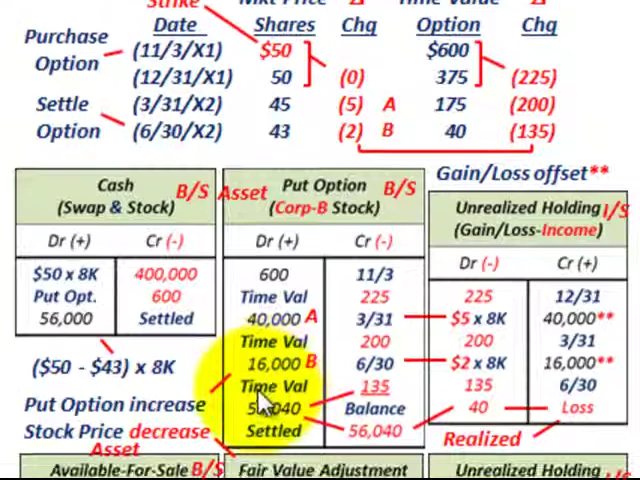 Strike Mkt Price Δ Time Value Δ
Date Shares Chq Option Chq
Purchase Option
(11/3/X1) $50 $600
(12/31/X1) 50 (0) 375 (225)
Settle Option
(3/31/X2) 45 (5) A 175 (200)
(6/30/X2) 43 (2) B 40 (135)
Gain/Loss offset**
Cash B/S
(Swap & Stock)
Dr (+) Cr (-)
$50 x 8K 400,000
Put Opt. 600
56,000 Settled
($50 - $43) x 8K
Put Option increase
Stock Price decrease
Asset Put Option B/S
(Corp-B Stock)
Dr (+) Cr (-)
600 11/3
Time Val 225
40,000 A 3/31
Time Val 200
16,000 B 6/30
Time Val 135
040 Balance
Settled 56,040
Unrealized Holding I/S
(Gain/Loss-Income)
Dr (-) Cr (+)
225 12/31
$5 x 8K 40,000**
200 3/31
$2 x 8K 16,000**
135 6/30
40 Loss
Realized
Asset
Available-For-Sale B/S Fair Value Adjustment Unrealized Holding